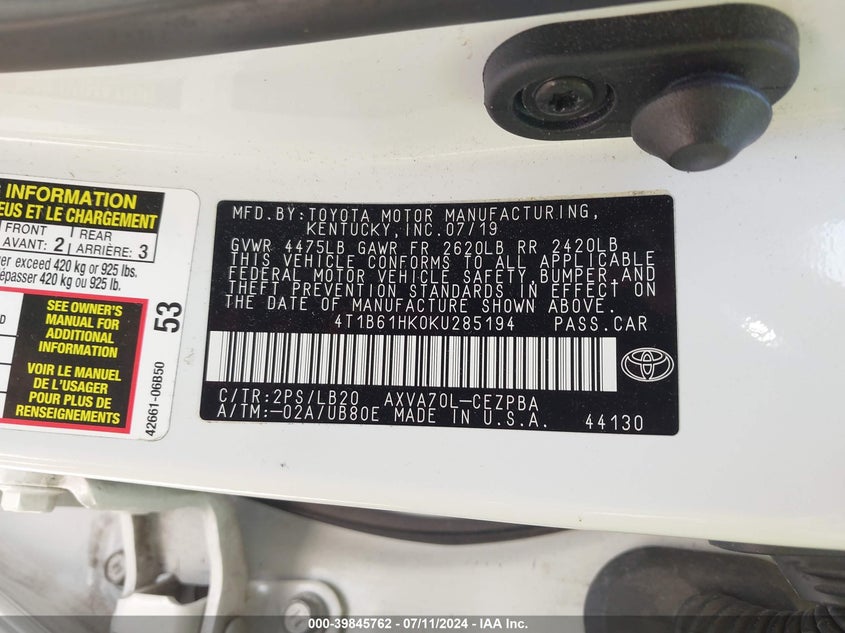 G INFORMATION
EUS ET LE CHARGEMENT
FRONT
AVANT: 2
REAR
ARRIÈRE: 3
er exceed 420 kg or 925 lbs.
dépasser 420 kg ou 925 lb.
SEE OWNER'S
MANUAL FOR
ADDITIONAL
INFORMATION
VOIR LE MANUEL
DE L'USAGER
POUR PLUS DE
RENSEIGNEMENTS
53
42661-06B50
MFD. BY: TOYOTA MOTOR MANUFACTURING,
KENTUCKY, INC. 07/19
GVWR 4475LB GAWR FR 2620LB RR 2420LB
THIS VEHICLE CONFORMS TO ALL APPLICABLE
FEDERAL MOTOR VEHICLE SAFETY, BUMPER, AND
THEFT PREVENTION STANDARDS IN EFFECT ON
THE DATE OF MANUFACTURE SHOWN ABOVE.
4T1B61HK0KU285194 PASS.CAR
C/TR:2PS/LB20 AXVA70L-CEZPBA
A/TM:-02A/UB80E MADE IN U.S.A. 44130
000-39845762 / 07/11/2024 - IAA Inc.